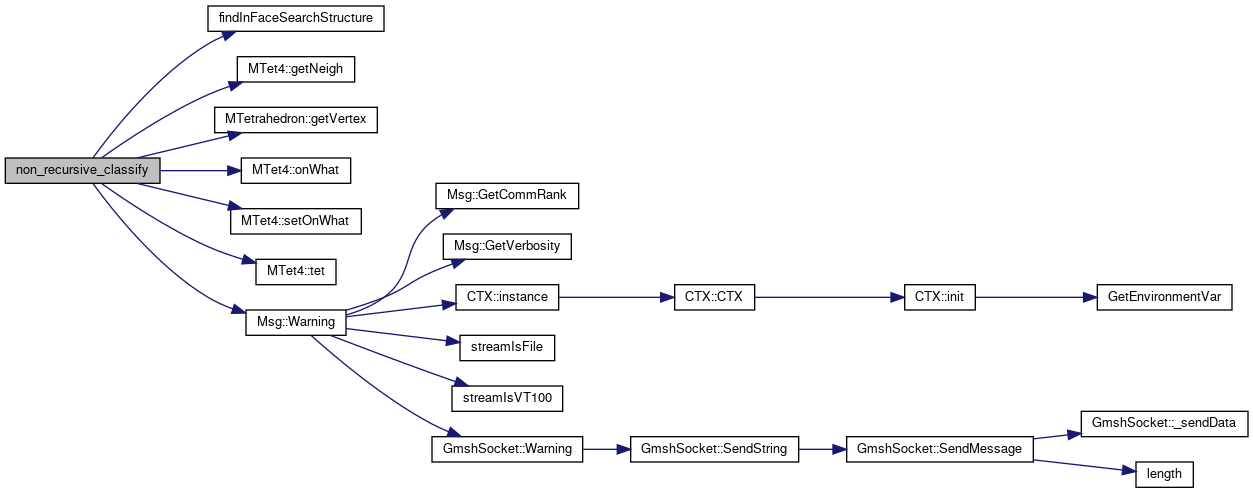 findInFaceSearchStructure
MTet4::getNeigh
MTetrahedron::getVertex
non_recursive_classify
MTet4::onWhat
Msg::GetCommRank
MTet4::setOnWhat
Msg::GetVerbosity
MTet4::tet
CTX::instance
CTX::CTX
CTX::init
GetEnvironmentVar
Msg::Warning
streamIsFile
streamIsVT100
GmshSocket::_sendData
GmshSocket::Warning
GmshSocket::SendString
GmshSocket::SendMessage
length